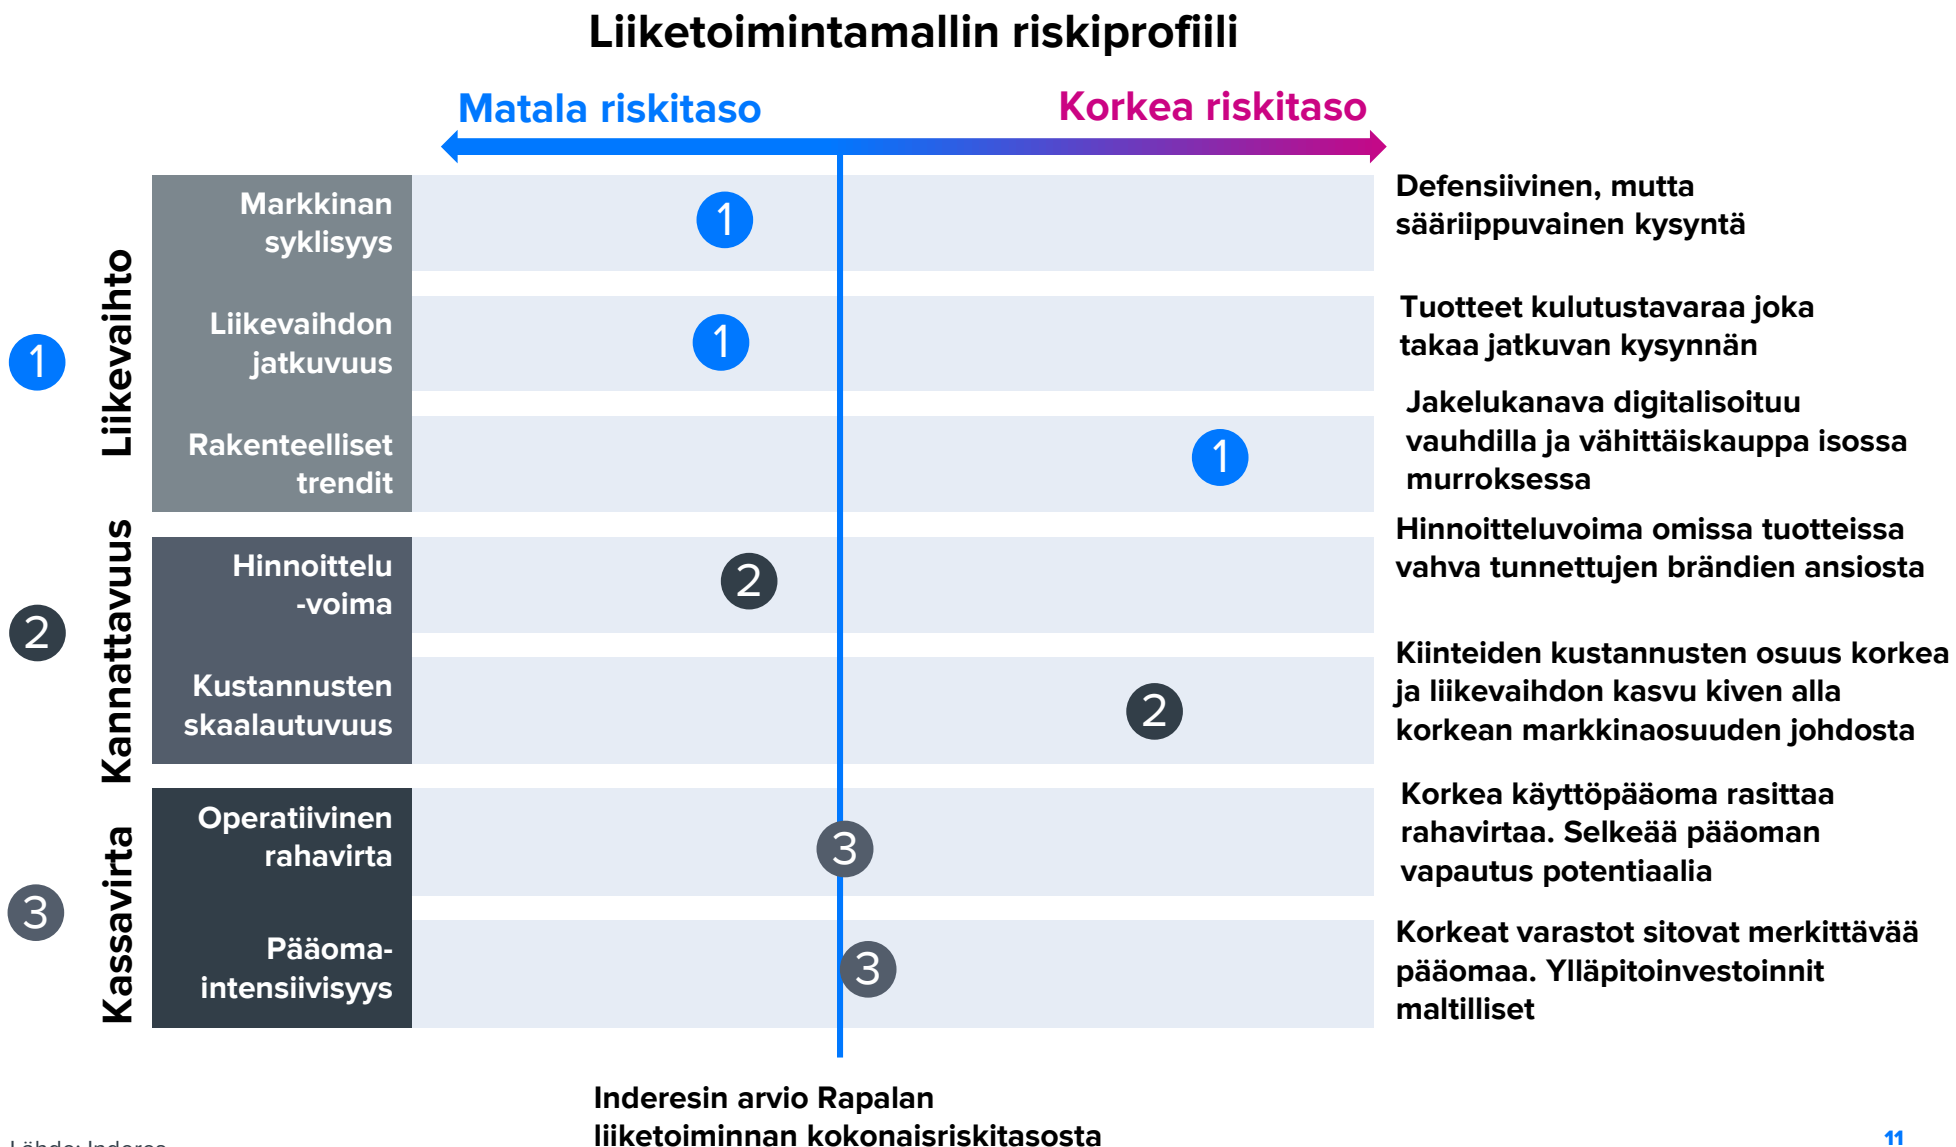 Liiketoimintamallin riskiprofiili
Matala riskitaso
Korkea riskitaso
1
Liikevaihto
Markkinan
syklisyys
1
Defensiivinen, mutta
sääriippuvainen kysyntä
Liikevaihdon
jatkuvuus
1
Tuotteet kulutustavaraa joka
takaa jatkuvan kysynnän
Rakenteelliset
trendit
1
Jakelukanava digitalisoituu
vauhdilla ja vähittäiskauppa isossa
murroksessa
2
Kannattavuus
Hinnoittelu
-voima
2
Hinnoitteluvoima omissa tuotteissa
vahva tunnettujen brändien ansiosta
Kustannusten
skaalautuvuus
2
Kiinteiden kustannusten osuus korkea
ja liikevaihdon kasvu kiven alla
korkean markkinaosuuden johdosta
3
Kassavirta
Operatiivinen
rahavirta
3
Korkea käyttöpääoma rasittaa
rahavirtaa. Selkeää pääoman
vapautus potentiaalia
Pääoma-
intensiivisyys
3
Korkeat varastot sitovat merkittävää
pääomaa. Ylläpitoinvestoinnit
maltilliset
Inderesin arvio Rapalan
liiketoiminnan kokonaisriskitasosta
Lähde: Inderes
11